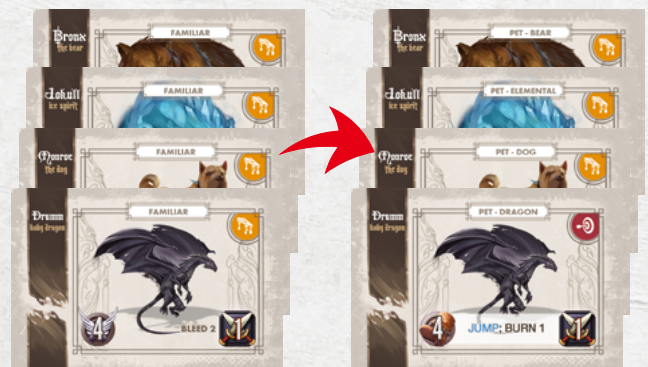 Bronx
the bear
FAMILIAR
Jokull
ice spirit
FAMILIAR
Monroe
the dog
FAMILIAR
Drumm
baby dragon
FAMILIAR
4
BLEED 2
1
Bronx
the bear
PET - BEAR
Jokull
ice spirit
PET - ELEMENTAL
Monroe
the dog
PET - DOG
Drumm
baby dragon
PET - DRAGON
4
JUMP; BURN 1
1